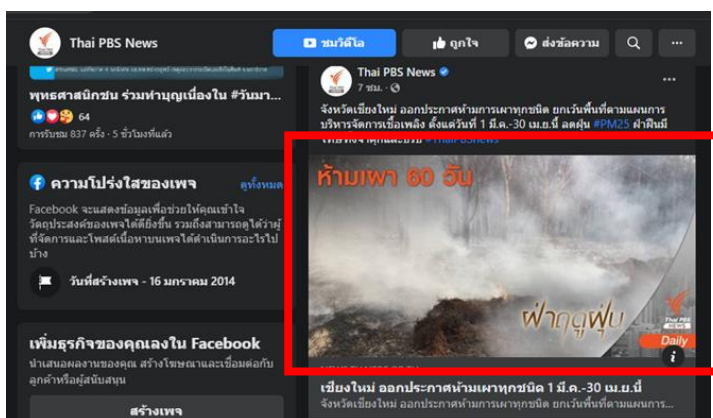 Thai PBS News
ชมวิดีโอ
ถูกใจ
ส่งข้อความ
พุทธศาสนิกชน ร่วมทำบุญเนื่องใน #วันมา...
64
การรับชม 837 ครั้ง · 5 ชั่วโมงที่แล้ว
ความโปร่งใสของเพจ
ดูทั้งหมด
Facebook จะแสดงข้อมูลเพื่อช่วยให้คุณเข้าใจ
วัตถุประสงค์ของเพจได้ดียิ่งขึ้น รวมถึงสามารถดูได้ว่าผู้
ที่จัดการและโพสต์เนื้อหาบนเพจได้ดำเนินการอะไรไป
บ้าง
วันที่สร้างเพจ - 16 มกราคม 2014
เพิ่มธุรกิจของคุณลงใน Facebook
นำเสนอผลงานของคุณ สร้างโฆษณาและเชื่อมต่อกับ
ลูกค้าหรือผู้สนับสนุน
สร้างเพจ
Thai PBS News
7 ชม. ·
จังหวัดเชียงใหม่ ออกประกาศห้ามการเผาทุกชนิด ยกเว้นพื้นที่ตามแผนการ
บริหารจัดการเชื้อเพลิง ตั้งแต่วันที่ 1 มี.ค.-30 เม.ย.นี้ ลดฝุ่น #PM25 ฝ่าฝืนมี
#ThaiPBSnews
ห้ามเผา 60 วัน
ฝ่าฤดูฝุ่น
Thai PBS
NEWS
Daily
เชียงใหม่ ออกประกาศห้ามเผาทุกชนิด 1 มี.ค.-30 เม.ย.นี้
จังหวัดเชียงใหม่ ออกประกาศห้ามการเผาทุกชนิด ยกเว้นพื้นที่ตามแผนการ...